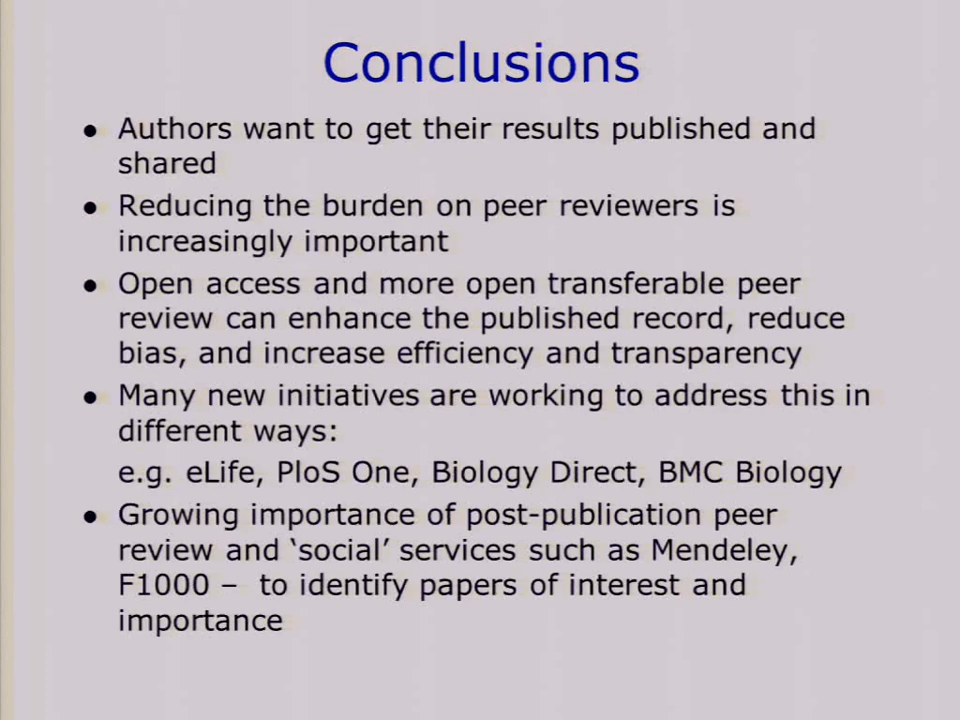 Conclusions
● Authors want to get their results published and
shared
● Reducing the burden on peer reviewers is
increasingly important
● Open access and more open transferable peer
review can enhance the published record, reduce
bias, and increase efficiency and transparency
● Many new initiatives are working to address this in
different ways:
e.g. eLife, PloS One, Biology Direct, BMC Biology
● Growing importance of post-publication peer
review and ‘social’ services such as Mendeley,
F1000 – to identify papers of interest and
importance